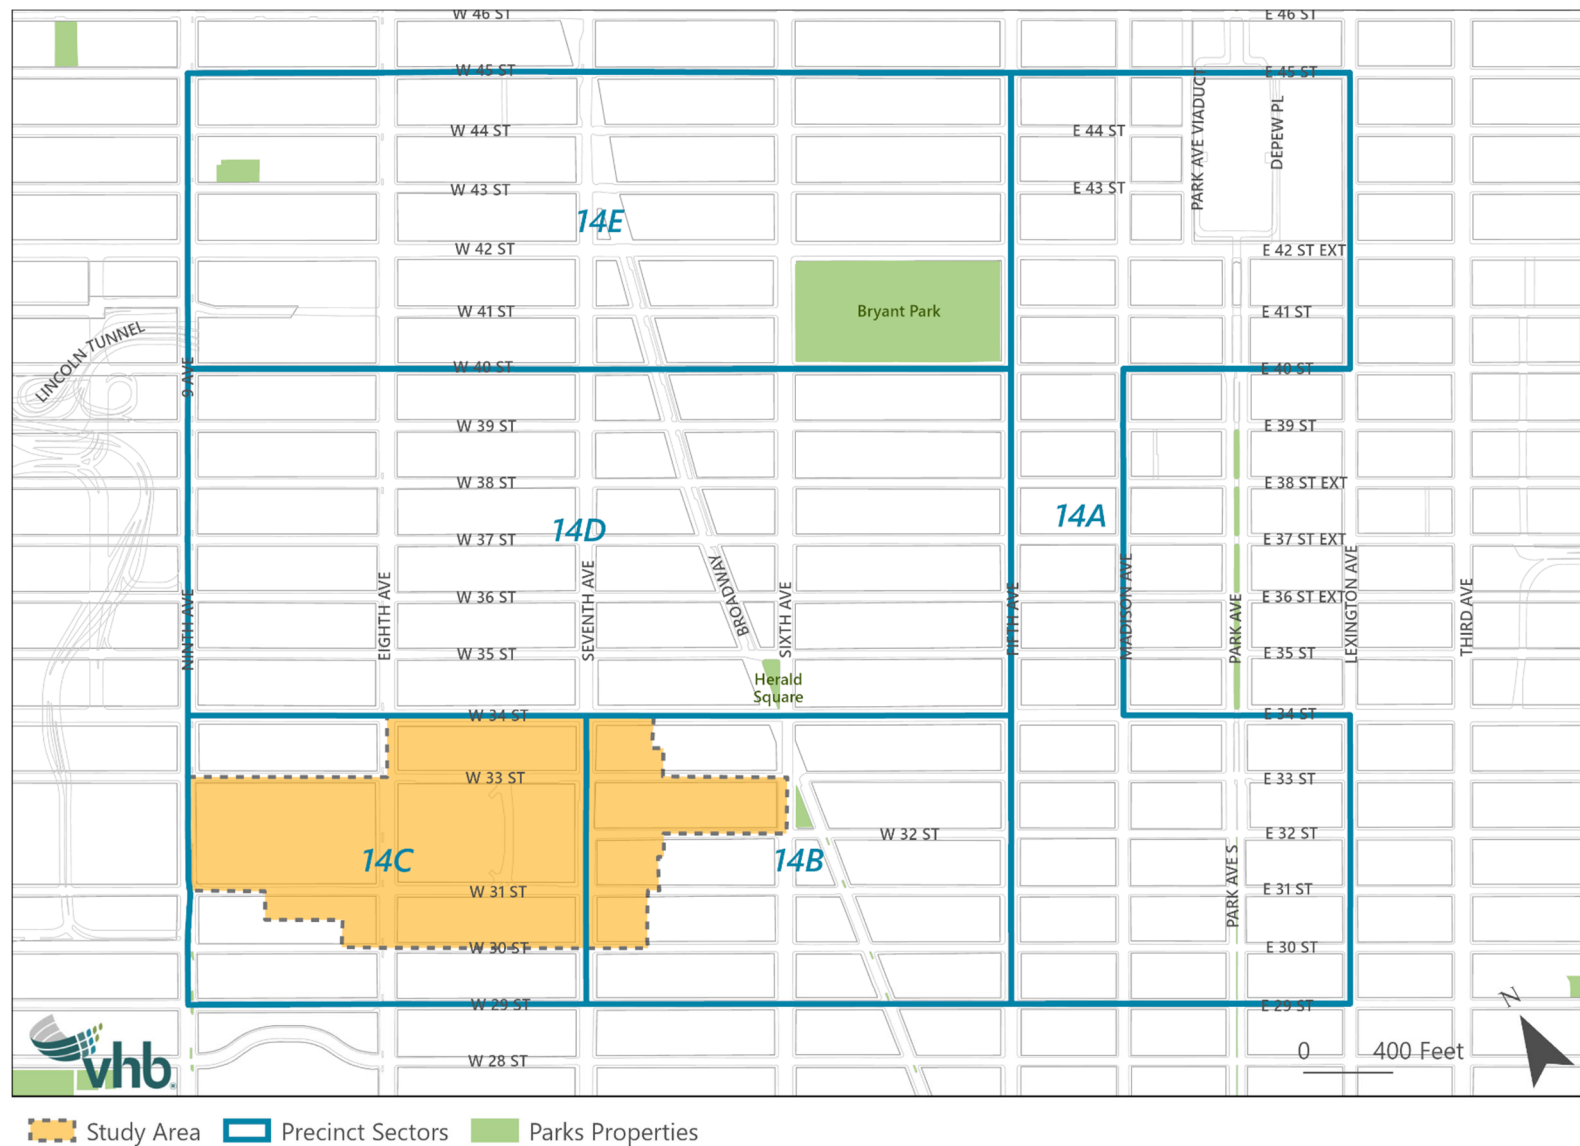 W 46 ST
E 46 ST
W 45 ST
E 45 ST
PARK AVE VIADUCT
DEPEW PL
W 44 ST
E 44 ST
W 43 ST
E 43 ST
14E
W 42 ST
E 42 ST EXT
W 41 ST
Bryant Park
E 41 ST
LINCOLN TUNNEL
9 AVE
W 40 ST
E 40 ST
W 39 ST
E 39 ST
W 38 ST
E 38 ST EXT
14D
14A
W 37 ST
E 37 ST EXT
NINTH AVE
EIGHTH AVE
SEVENTH AVE
BROADWAY
SIXTH AVE
FIFTH AVE
MADISON AVE
PARK AVE
LEXINGTON AVE
THIRD AVE
W 36 ST
E 36 ST EXT
W 35 ST
E 35 ST
Herald
Square
W 34 ST
E 34 ST
W 33 ST
E 33 ST
W 32 ST
E 32 ST
14C
14B
PARK AVE S
W 31 ST
E 31 ST
W 30 ST
E 30 ST
W 29 ST
E 29 ST
N
vhb
W 28 ST
0 400 Feet
Study Area
Precinct Sectors
Parks Properties